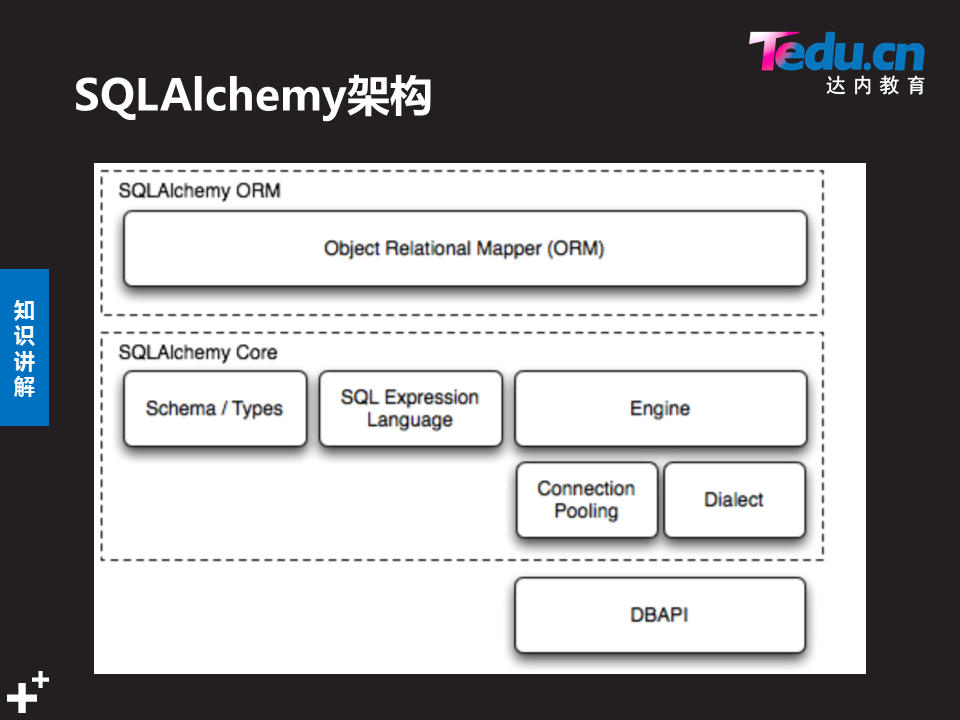 Tedu.cn
达内教育
SQLAlchemy架构
知识讲解
SQLAlchemy ORM
Object Relational Mapper (ORM)
SQLAlchemy Core
Schema / Types
SQL Expression
Language
Engine
Connection
Pooling
Dialect
DBAPI